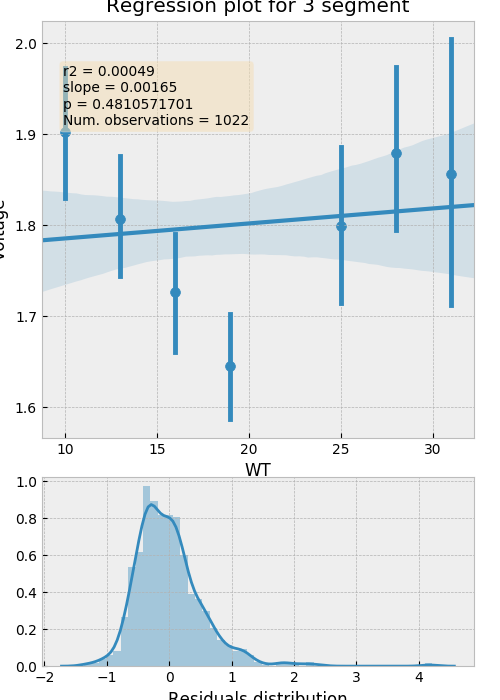 Regression plot for 3 segment
2.0
1.9
1.8
1.7
1.6
r2 = 0.00049
slope = 0.00165
p = 0.4810571701
Num. observations = 1022
Voltage
10 15 20 25 30
WT
1.0
0.8
0.6
0.4
0.2
0.0
−2 −1 0 1 2 3 4
Residuals distribution